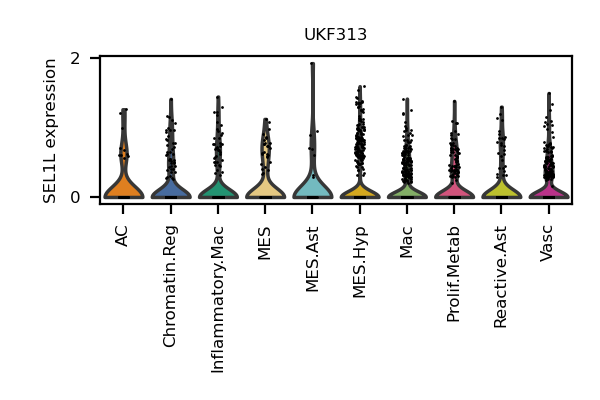 UKF313
SEL1L expression
2
0
AC
Chromatin.Reg
Inflammatory.Mac
MES
MES.Ast
MES.Hyp
Mac
Prolif.Metab
Reactive.Ast
Vasc